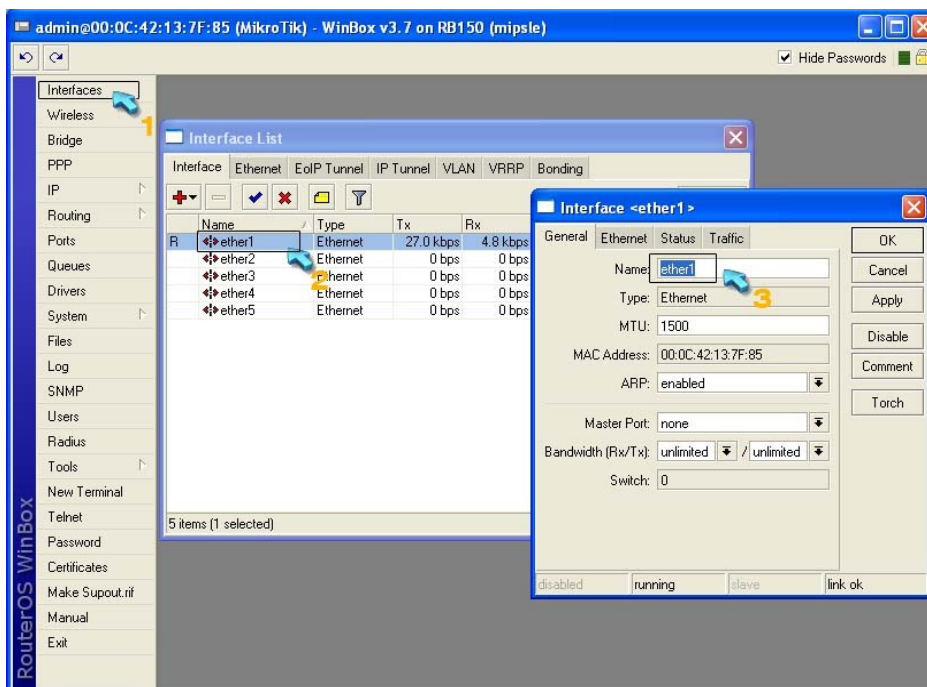 admin@00:0C:42:13:7F:85 (MikroTik) - WinBox v3.7 on RB150 (mipsle)
Hide Passwords
RouterOS WinBox
Interfaces
1
Wireless
Bridge
PPP
IP
Routing
Ports
Queues
Drivers
System
Files
Log
SNMP
Users
Radius
Tools
New Terminal
Telnet
Password
Certificates
Make Supout.rif
Manual
Exit
Interface List
Interface Ethernet EoIP Tunnel IP Tunnel VLAN VRRP Bonding
Name / Type Tx Rx
R ether1 Ethernet 27.0 kbps 4.8 kbps
2
ether2 Ethernet 0 bps 0 bps
ether3 Ethernet 0 bps 0 bps
ether4 Ethernet 0 bps 0 bps
ether5 Ethernet 0 bps 0 bps
5 items (1 selected)
Interface <ether1>
General Ethernet Status Traffic
Name: ether1
3
Type: Ethernet
MTU: 1500
MAC Address: 00:0C:42:13:7F:85
ARP: enabled
Master Port: none
Bandwidth (Rx/Tx): unlimited / unlimited
Switch: 0
OK
Cancel
Apply
Disable
Comment
Torch
disabled running slave link ok